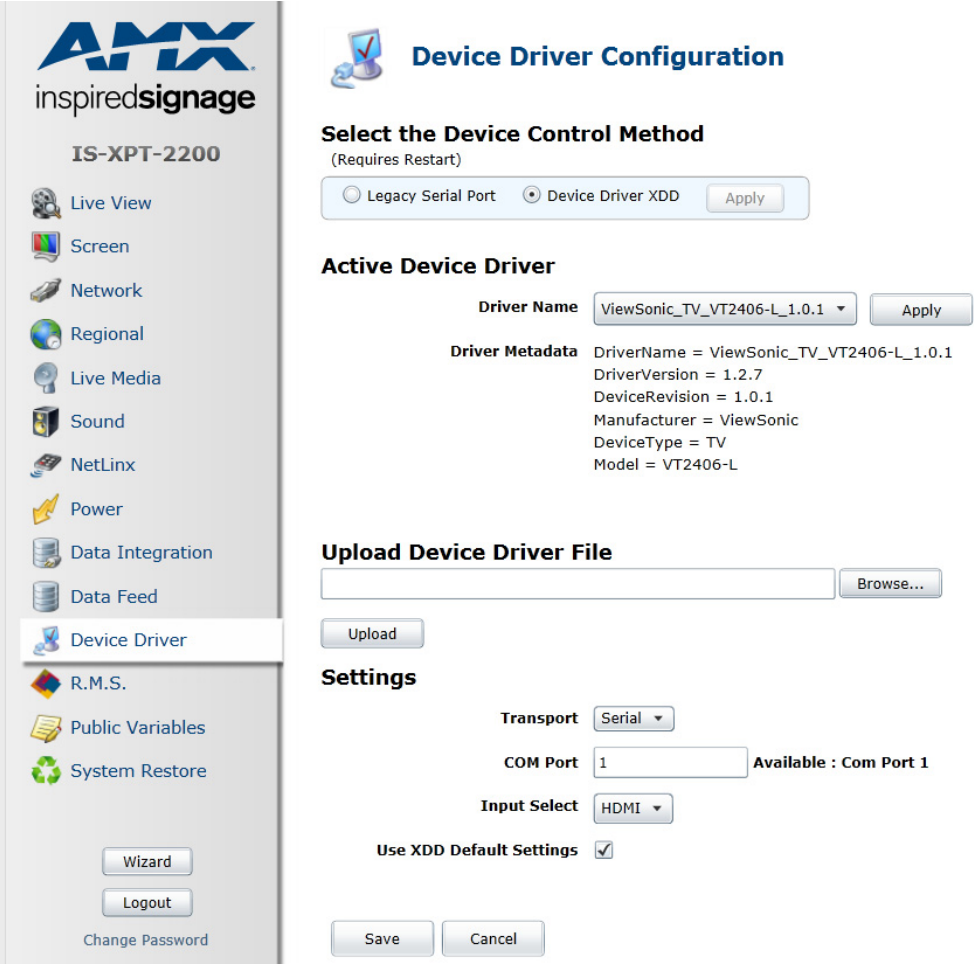 AMX
inspiredsignage
IS-XPT-2200
Live View
Screen
Network
Regional
Live Media
Sound
NetLinx
Power
Data Integration
Data Feed
Device Driver
R.M.S.
Public Variables
System Restore
Wizard
Logout
Change Password
Device Driver Configuration
Select the Device Control Method
(Requires Restart)
Legacy Serial Port Device Driver XDD Apply
Active Device Driver
Driver Name ViewSonic_TV_VT2406-L_1.0.1 Apply
Driver Metadata DriverName = ViewSonic_TV_VT2406-L_1.0.1
DriverVersion = 1.2.7
DeviceRevision = 1.0.1
Manufacturer = ViewSonic
DeviceType = TV
Model = VT2406-L
Upload Device Driver File
Browse...
Upload
Settings
Transport Serial
COM Port 1 Available : Com Port 1
Input Select HDMI
Use XDD Default Settings
Save Cancel